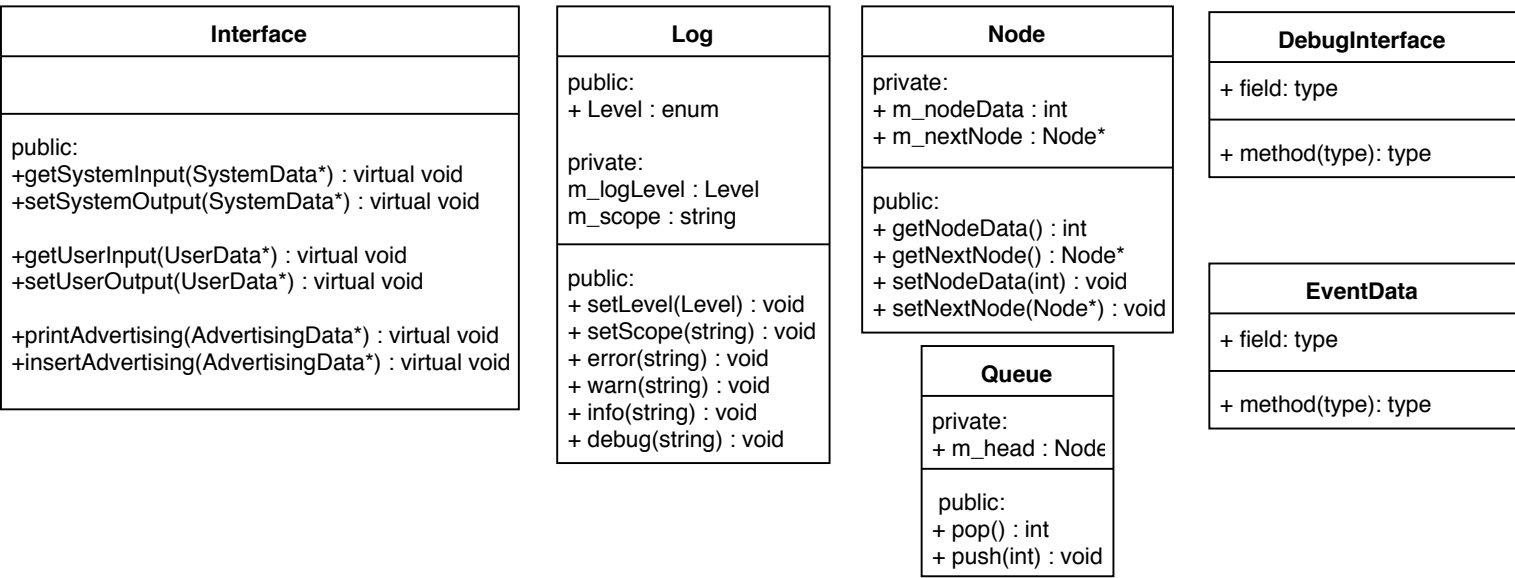 Interface
public:
+getSystemInput(SystemData*) : virtual void
+setSystemOutput(SystemData*) : virtual void
+getUserInput(UserData*) : virtual void
+setUserOutput(UserData*) : virtual void
+printAdvertising(AdvertisingData*) : virtual void
+insertAdvertising(AdvertisingData*) : virtual void
Log
public:
+ Level : enum
private:
m_logLevel : Level
m_scope : string
public:
+ setLevel(Level) : void
+ setScope(string) : void
+ error(string) : void
+ warn(string) : void
+ info(string) : void
+ debug(string) : void
Node
private:
+ m_nodeData : int
+ m_nextNode : Node*
public:
+ getNodeData() : int
+ getNextNode() : Node*
+ setNodeData(int) : void
+ setNextNode(Node*) : void
Queue
private:
+ m_head : Node
public:
+ pop() : int
+ push(int) : void
DebugInterface
+ field: type
+ method(type): type
EventData
+ field: type
+ method(type): type